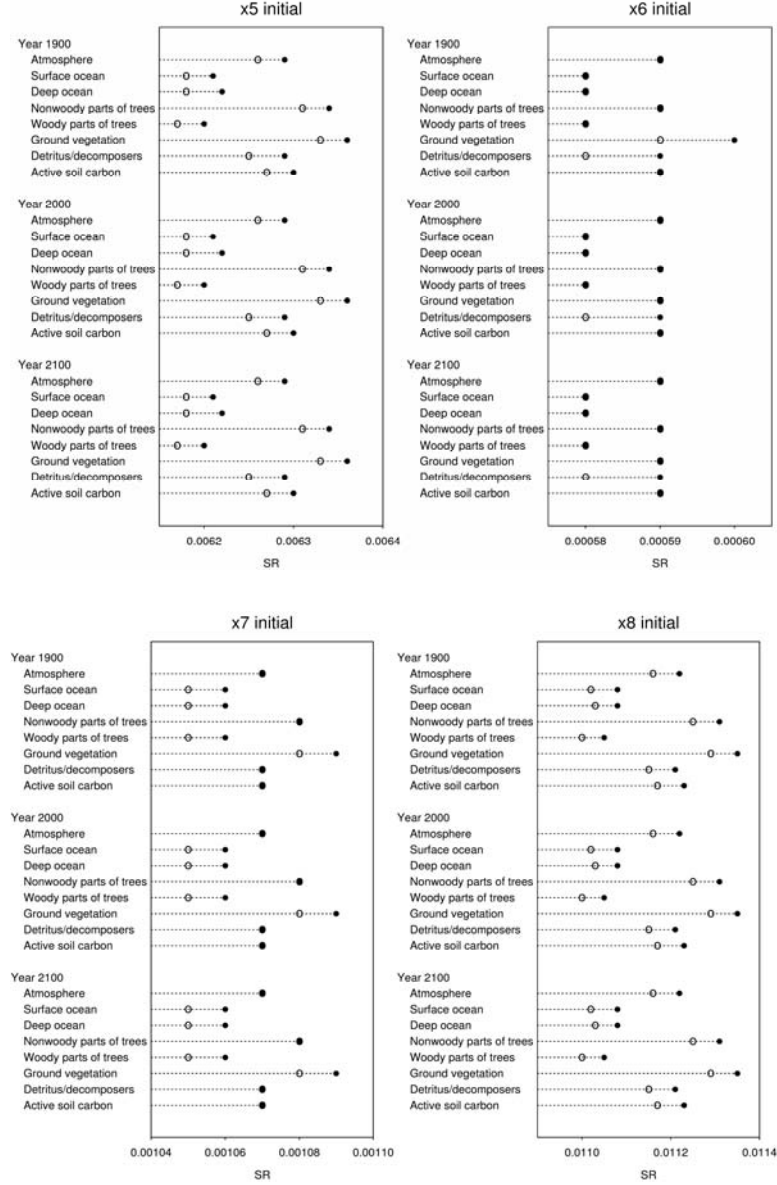 x5 initial
Year 1900
Atmosphere
Surface ocean
Deep ocean
Nonwoody parts of trees
Woody parts of trees
Ground vegetation
Detritus/decomposers
Active soil carbon
Year 2000
Atmosphere
Surface ocean
Deep ocean
Nonwoody parts of trees
Woody parts of trees
Ground vegetation
Detritus/decomposers
Active soil carbon
Year 2100
Atmosphere
Surface ocean
Deep ocean
Nonwoody parts of trees
Woody parts of trees
Ground vegetation
Detritus/decomposers
Active soil carbon
0.0062 0.0063 0.0064
SR
x6 initial
Year 1900
Atmosphere
Surface ocean
Deep ocean
Nonwoody parts of trees
Woody parts of trees
Ground vegetation
Detritus/decomposers
Active soil carbon
Year 2000
Atmosphere
Surface ocean
Deep ocean
Nonwoody parts of trees
Woody parts of trees
Ground vegetation
Detritus/decomposers
Active soil carbon
Year 2100
Atmosphere
Surface ocean
Deep ocean
Nonwoody parts of trees
Woody parts of trees
Ground vegetation
Detritus/decomposers
Active soil carbon
0.00058 0.00059 0.00060
SR
x7 initial
Year 1900
Atmosphere
Surface ocean
Deep ocean
Nonwoody parts of trees
Woody parts of trees
Ground vegetation
Detritus/decomposers
Active soil carbon
Year 2000
Atmosphere
Surface ocean
Deep ocean
Nonwoody parts of trees
Woody parts of trees
Ground vegetation
Detritus/decomposers
Active soil carbon
Year 2100
Atmosphere
Surface ocean
Deep ocean
Nonwoody parts of trees
Woody parts of trees
Ground vegetation
Detritus/decomposers
Active soil carbon
0.00104 0.00106 0.00108 0.00110
SR
x8 initial
Year 1900
Atmosphere
Surface ocean
Deep ocean
Nonwoody parts of trees
Woody parts of trees
Ground vegetation
Detritus/decomposers
Active soil carbon
Year 2000
Atmosphere
Surface ocean
Deep ocean
Nonwoody parts of trees
Woody parts of trees
Ground vegetation
Detritus/decomposers
Active soil carbon
Year 2100
Atmosphere
Surface ocean
Deep ocean
Nonwoody parts of trees
Woody parts of trees
Ground vegetation
Detritus/decomposers
Active soil carbon
0.0110 0.0112 0.0114
SR